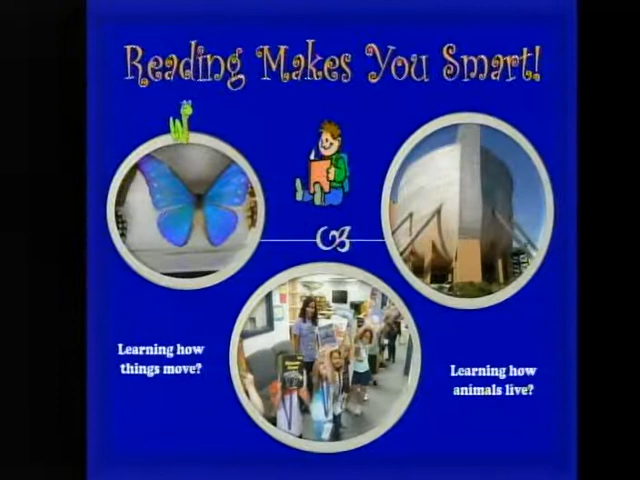 Reading Makes You Smart!
Learning how
things move?
Learning how
animals live?